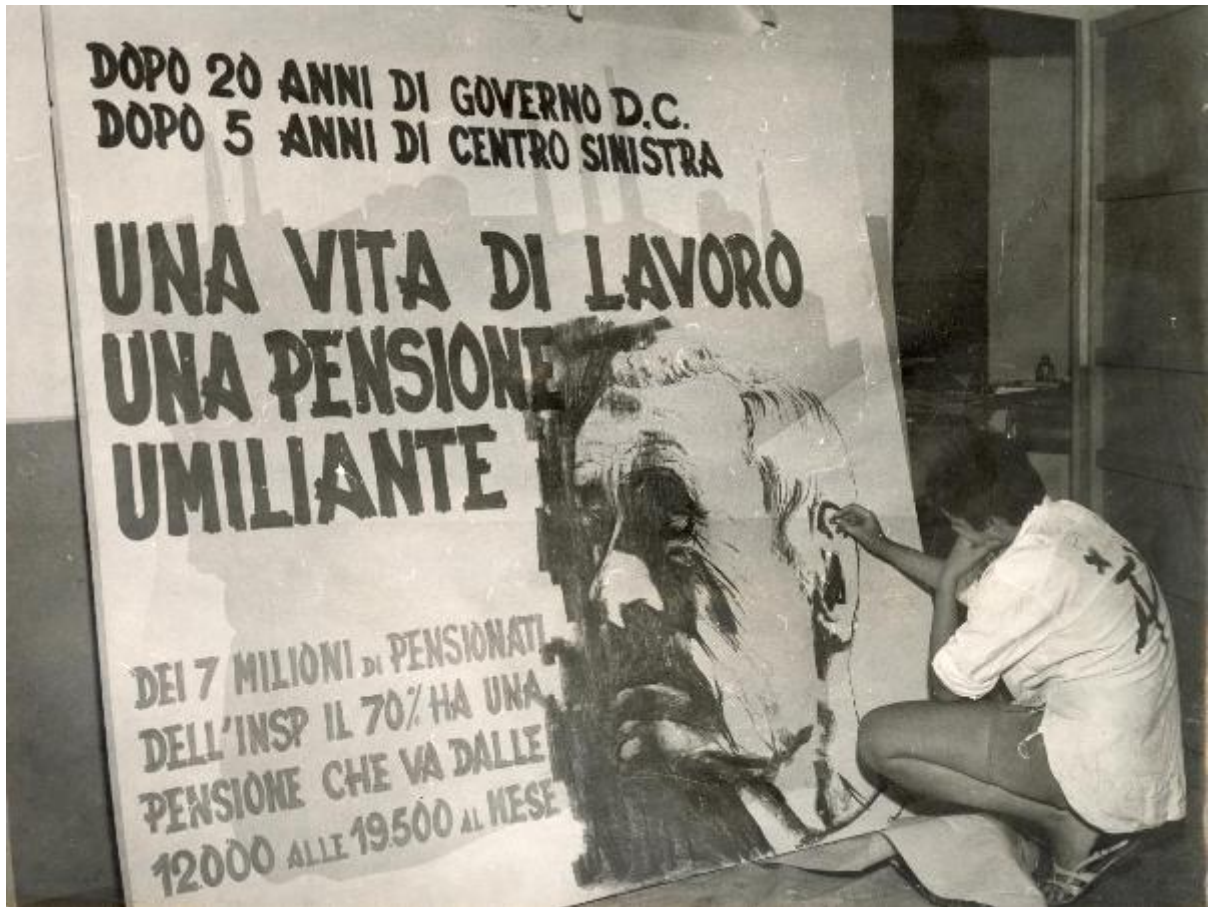 DOPO 20 ANNI DI GOVERNO D.C.
DOPO 5 ANNI DI CENTRO SINISTRA
UNA VITA DI LAVORO
UNA PENSIONE
UMILIANTE
DEI 7 MILIONI DI PENSIONATI
DELL'INSP IL 70% HA UNA
PENSIONE CHE VA DALLE
12000 ALLE 19.500 AL MESE